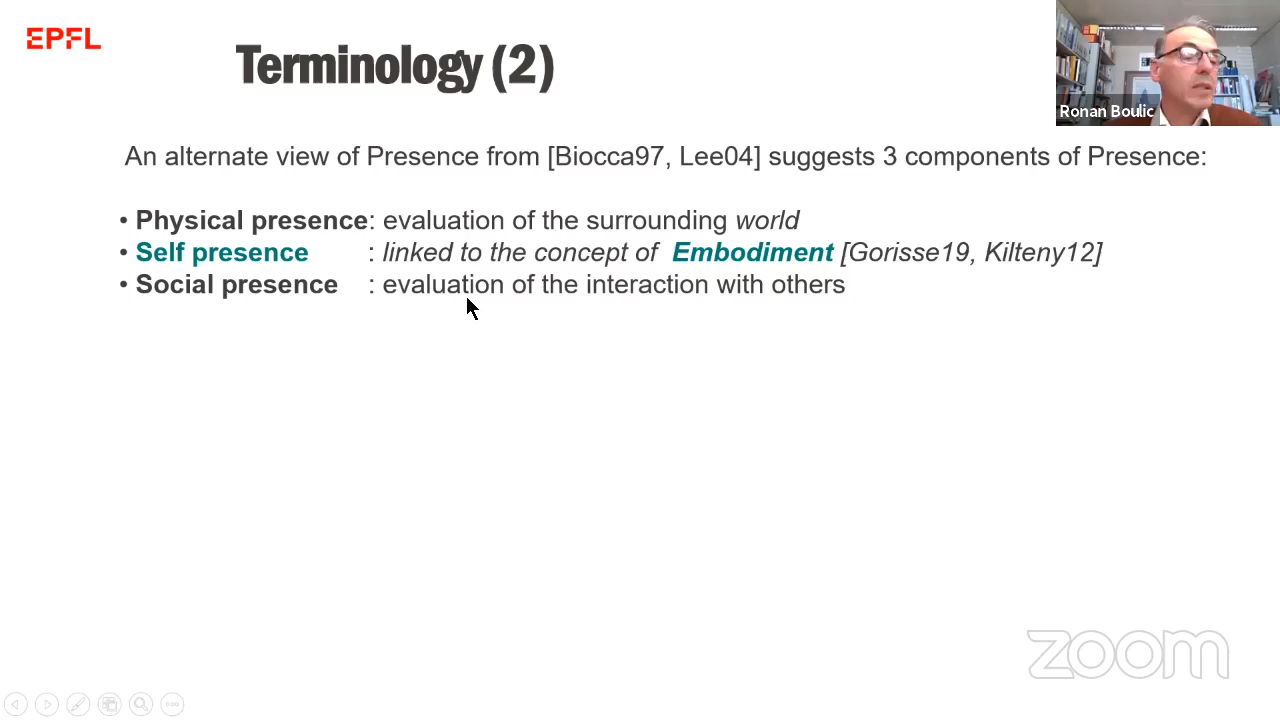 EPFL
Terminology (2)
Ronan Boulic
An alternate view of Presence from [Biocca97, Lee04] suggests 3 components of Presence:
• Physical presence: evaluation of the surrounding world
• Self presence : linked to the concept of Embodiment [Gorisse19, Kilteny12]
• Social presence : evaluation of the interaction with others
zoom